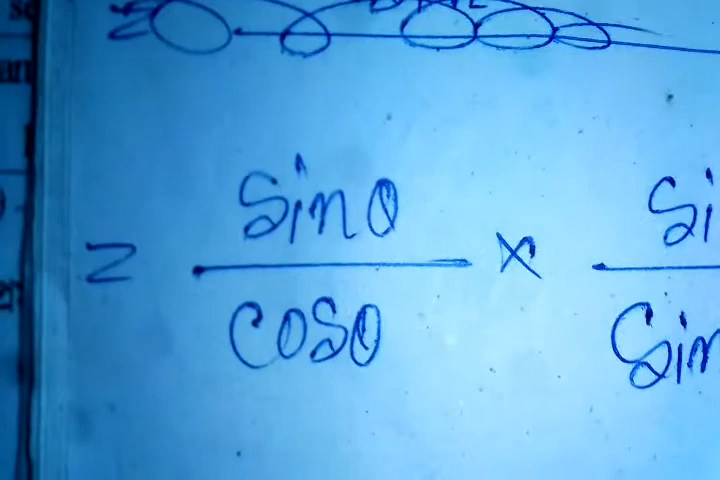 = sinθ / cosθ × si / sin